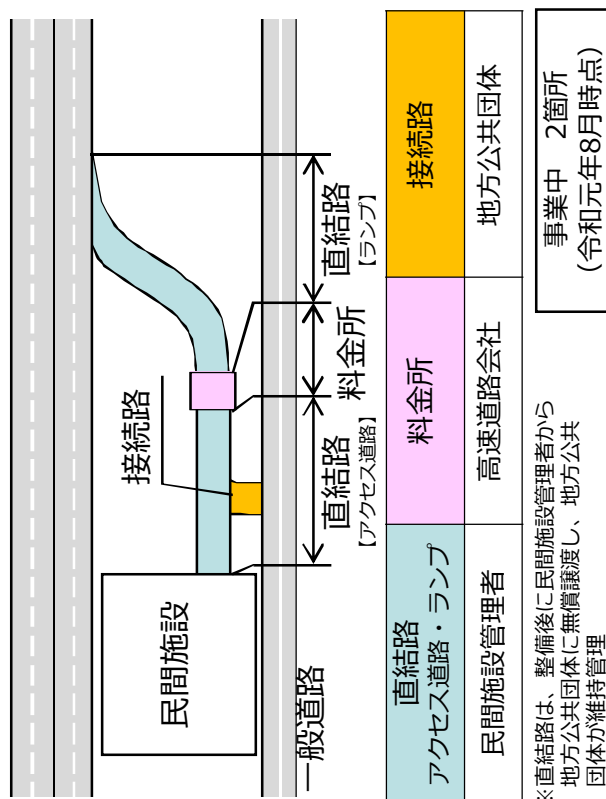 民間施設
接続路
一般道路
直結路
【アクセス道路】
料金所
直結路
【ランプ】
直結路
アクセス道路・ランプ
料金所
接続路
民間施設管理者
高速道路会社
地方公共団体
※直結路は、整備後に民間施設管理者から
地方公共団体に無償譲渡し、地方公共
団体が維持管理
事業中 2箇所
(令和元年8月時点)